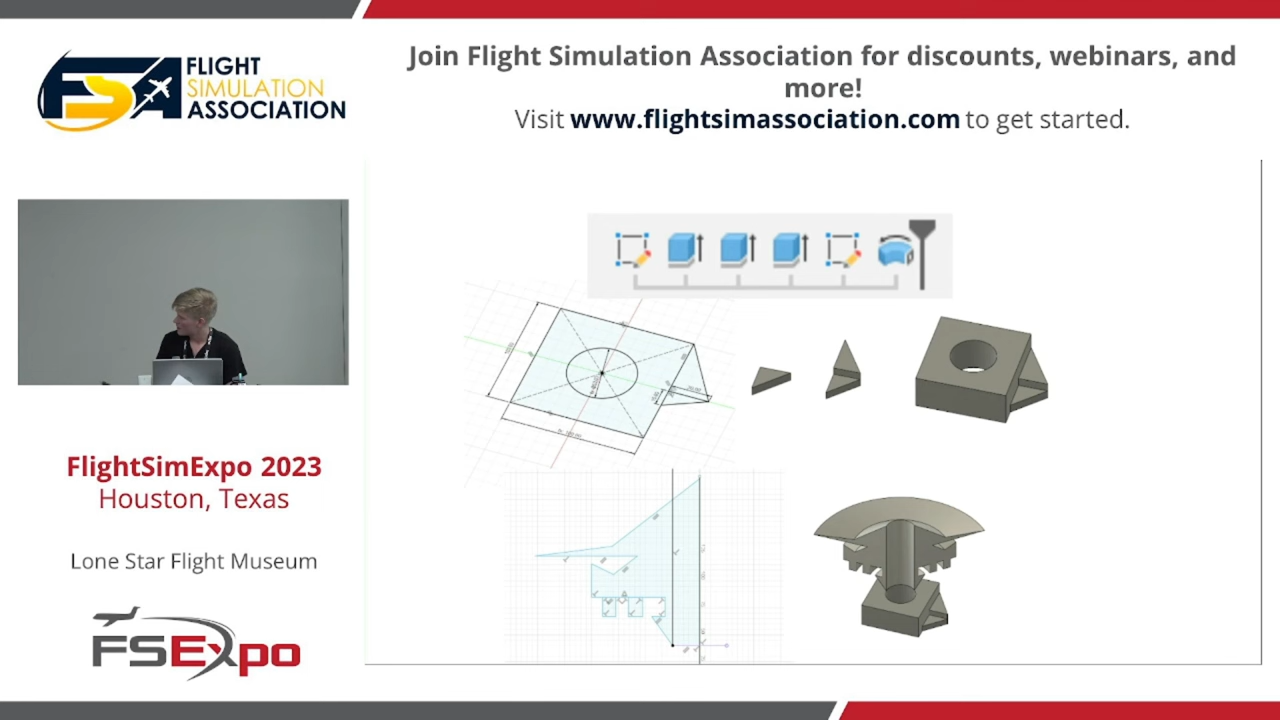 FLIGHT
SIMULATION
ASSOCIATION
Join Flight Simulation Association for discounts, webinars, and
more!
Visit www.flightsimassociation.com to get started.
FlightSimExpo 2023
Houston, Texas
Lone Star Flight Museum
FSExpo